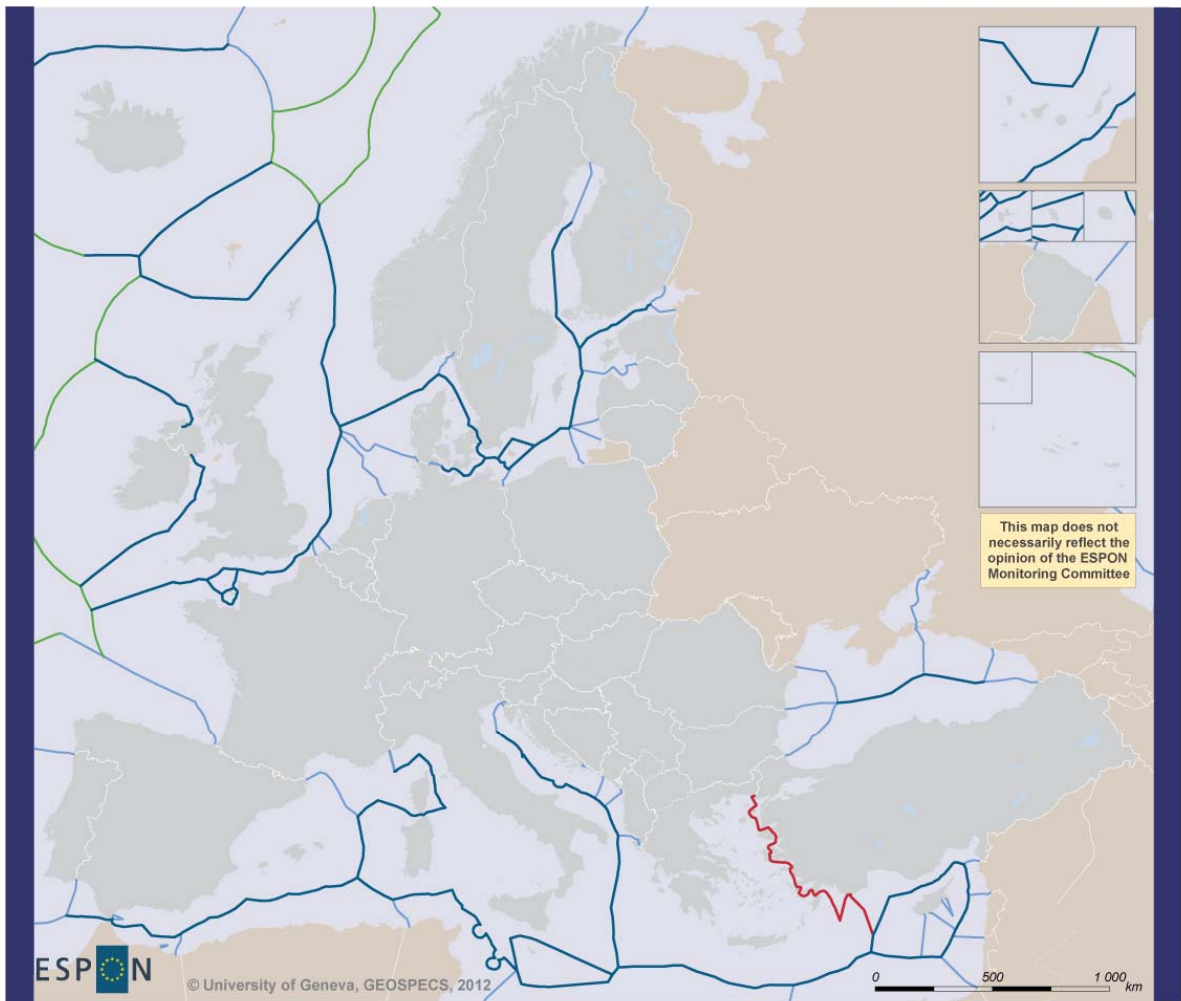 This map does not
necessarily reflect the
opinion of the ESPON
Monitoring Committee
ESPON
© University of Geneva, GEOSPECS, 2012
0 500 1 000
km